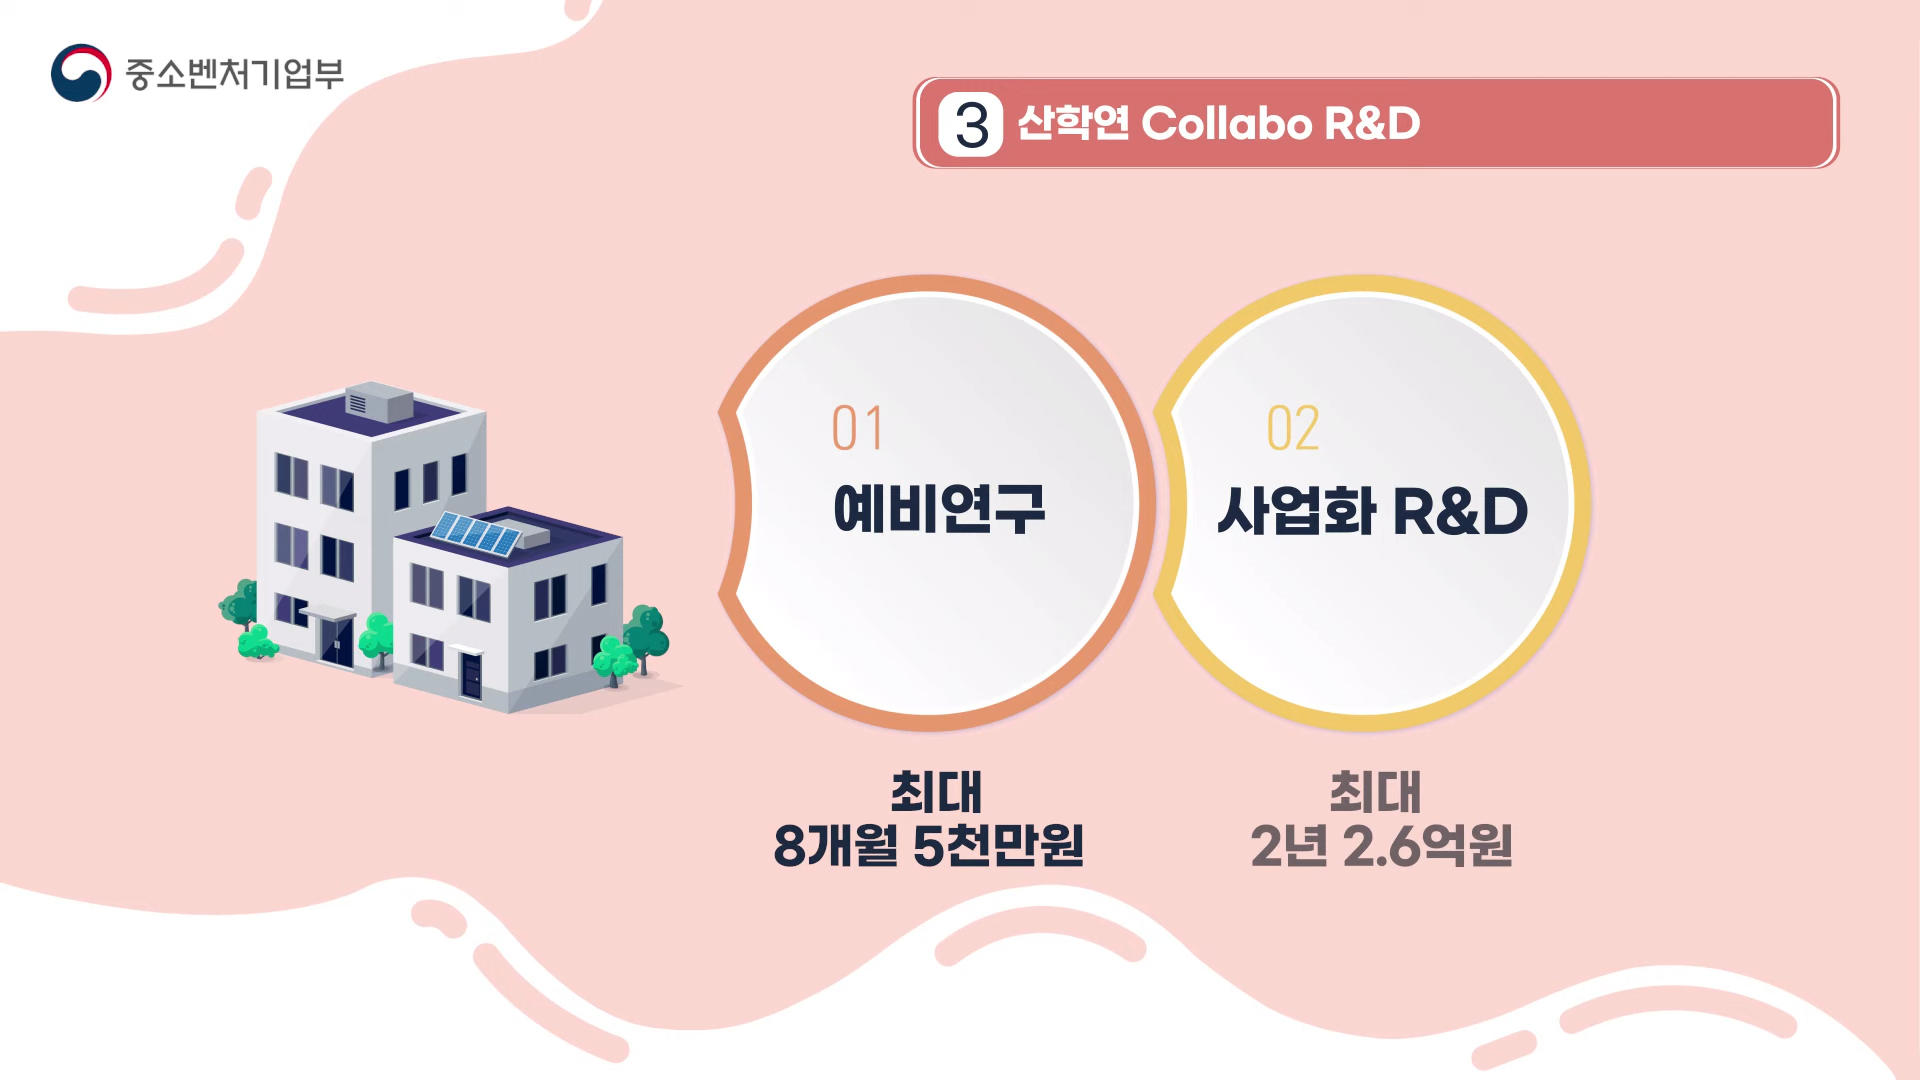 중소벤처기업부
3 산학연 Collabo R&D
01
예비연구
02
사업화 R&D
최대
8개월 5천만원
최대
2년 2.6억원